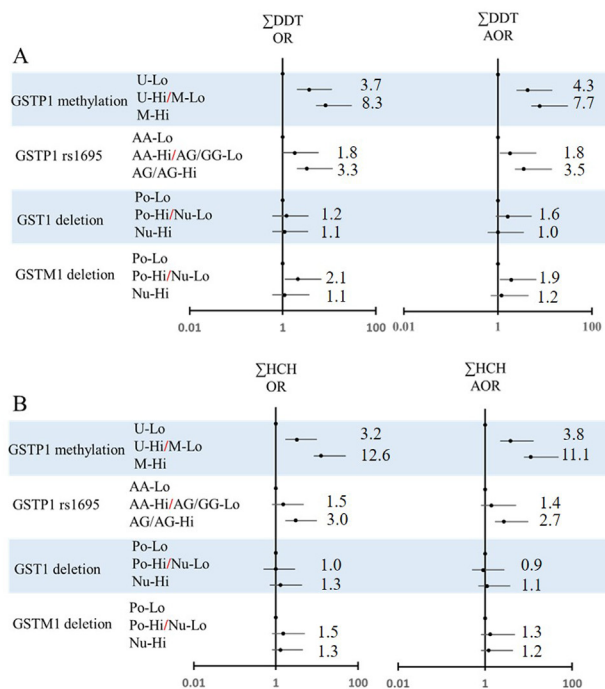 ∑DDT
OR
∑DDT
AOR
A
GSTP1 methylation
U-Lo
U-Hi/M-Lo
M-Hi
3.7
8.3
4.3
7.7
GSTP1 rs1695
AA-Lo
AA-Hi/AG/GG-Lo
AG/AG-Hi
1.8
3.3
1.8
3.5
GST1 deletion
Po-Lo
Po-Hi/Nu-Lo
Nu-Hi
1.2
1.1
1.6
1.0
GSTM1 deletion
Po-Lo
Po-Hi/Nu-Lo
Nu-Hi
2.1
1.1
1.9
1.2
0.01 1 100
0.01 1 100
∑HCH
OR
∑HCH
AOR
B
GSTP1 methylation
U-Lo
U-Hi/M-Lo
M-Hi
3.2
12.6
3.8
11.1
GSTP1 rs1695
AA-Lo
AA-Hi/AG/GG-Lo
AG/AG-Hi
1.5
3.0
1.4
2.7
GST1 deletion
Po-Lo
Po-Hi/Nu-Lo
Nu-Hi
1.0
1.3
0.9
1.1
GSTM1 deletion
Po-Lo
Po-Hi/Nu-Lo
Nu-Hi
1.5
1.3
1.3
1.2
0.01 1 100
0.01 1 100